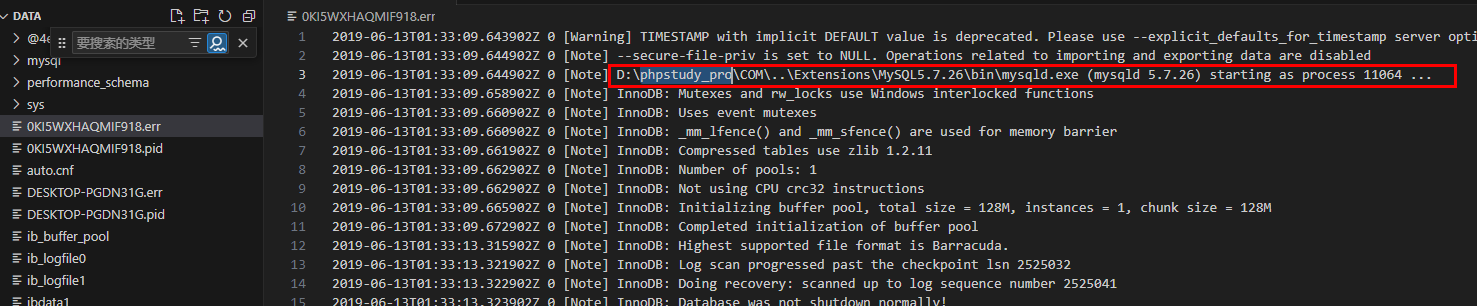 DATA
@4e
要搜索的类型
mysql
performance_schema
sys
0KI5WXHAQMIF918.err
0KI5WXHAQMIF918.pid
auto.cnf
DESKTOP-PGDN31G.err
DESKTOP-PGDN31G.pid
ib_buffer_pool
ib_logfile0
ib_logfile1
ibdata1
0KI5WXHAQMIF918.err
1 2019-06-13T01:33:09.643902Z 0 [Warning] TIMESTAMP with implicit DEFAULT value is deprecated. Please use --explicit_defaults_for_timestamp server opti
2 2019-06-13T01:33:09.644902Z 0 [Note] --secure-file-priv is set to NULL. Operations related to importing and exporting data are disabled
3 2019-06-13T01:33:09.644902Z 0 [Note] D:\phpstudy_pro\COM\..\Extensions\MySQL5.7.26\bin\mysqld.exe (mysqld 5.7.26) starting as process 11064 ...
4 2019-06-13T01:33:09.658902Z 0 [Note] InnoDB: Mutexes and rw_locks use Windows interlocked functions
5 2019-06-13T01:33:09.660902Z 0 [Note] InnoDB: Uses event mutexes
6 2019-06-13T01:33:09.660902Z 0 [Note] InnoDB: _mm_lfence() and _mm_sfence() are used for memory barrier
7 2019-06-13T01:33:09.661902Z 0 [Note] InnoDB: Compressed tables use zlib 1.2.11
8 2019-06-13T01:33:09.662902Z 0 [Note] InnoDB: Number of pools: 1
9 2019-06-13T01:33:09.662902Z 0 [Note] InnoDB: Not using CPU crc32 instructions
10 2019-06-13T01:33:09.665902Z 0 [Note] InnoDB: Initializing buffer pool, total size = 128M, instances = 1, chunk size = 128M
11 2019-06-13T01:33:09.672902Z 0 [Note] InnoDB: Completed initialization of buffer pool
12 2019-06-13T01:33:13.315902Z 0 [Note] InnoDB: Highest supported file format is Barracuda.
13 2019-06-13T01:33:13.321902Z 0 [Note] InnoDB: Log scan progressed past the checkpoint lsn 2525032
14 2019-06-13T01:33:13.322902Z 0 [Note] InnoDB: Doing recovery: scanned up to log sequence number 2525041
15 2019-06-13T01:33:13.323902Z 0 [Note] InnoDB: Database was not shutdown normally!